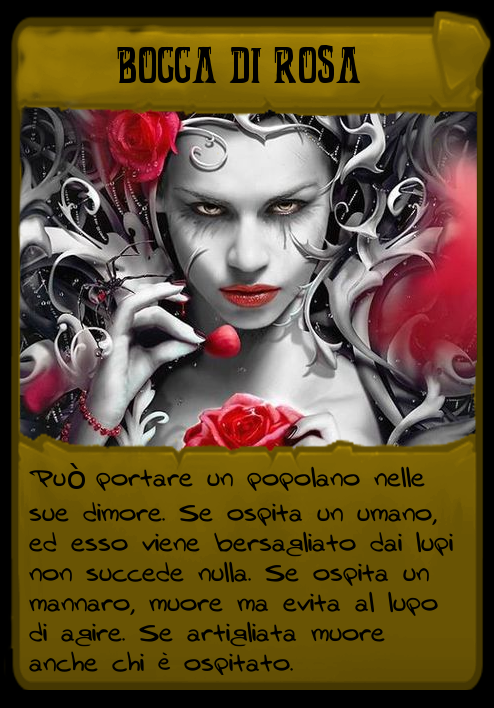 BOCCA DI ROSA
Può portare un popolano nelle
sue dimore. Se ospita un umano,
ed esso viene bersagliato dai lupi
non succede nulla. Se ospita un
mannaro, muore ma evita al lupo
di agire. Se artigliata muore
anche chi è ospitato.